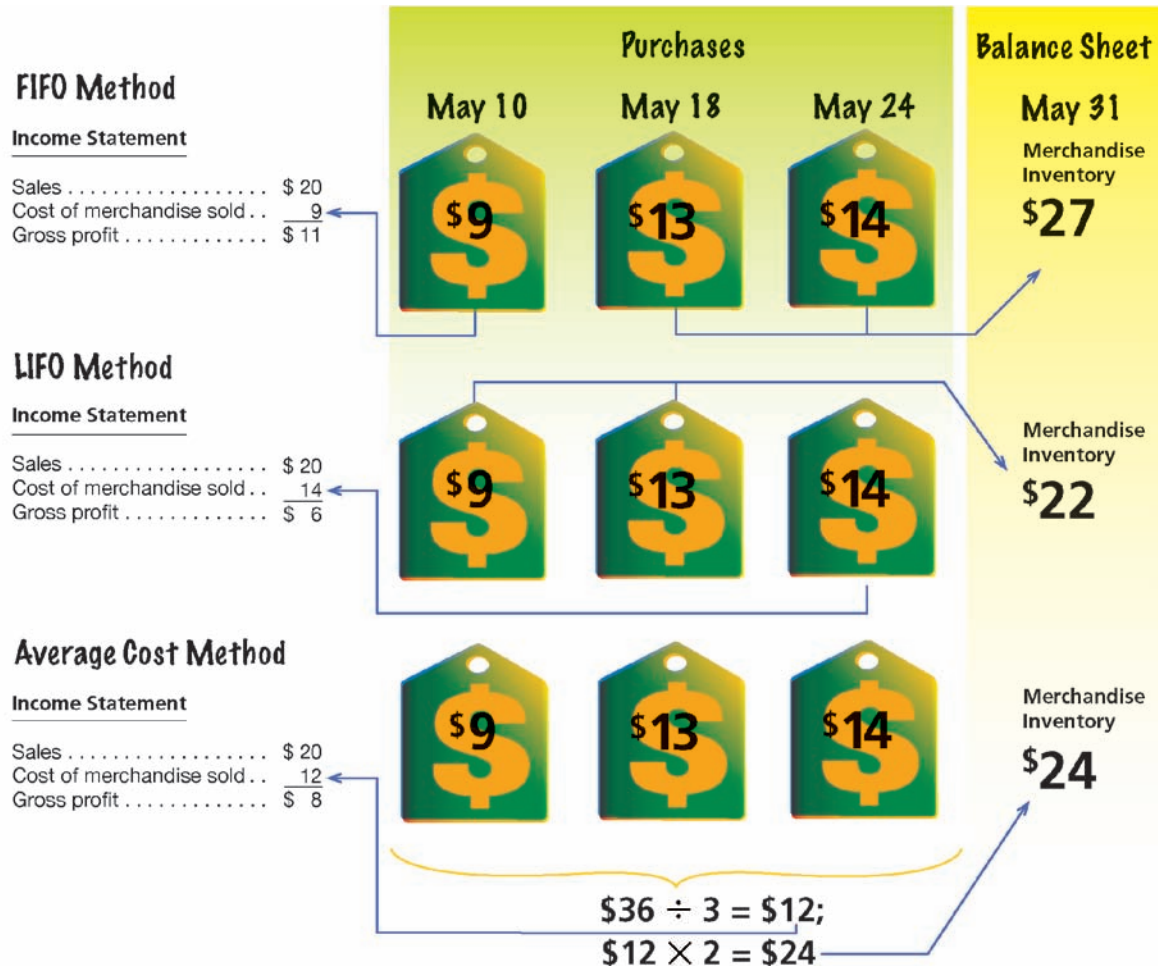 Purchases
Balance Sheet
FIFO Method
May 10
May 18
May 24
May 31
Income Statement
Merchandise
Inventory
Sales . . . . . . . . . . . . . . . . . . $ 20
Cost of merchandise sold . . 9
Gross profit . . . . . . . . . . . . . $ 11
$9
$13
$14
$27
LIFO Method
Income Statement
Merchandise
Inventory
Sales . . . . . . . . . . . . . . . . . . $ 20
Cost of merchandise sold . . 14
Gross profit . . . . . . . . . . . . . $ 6
$9
$13
$14
$22
Average Cost Method
Income Statement
Merchandise
Inventory
Sales . . . . . . . . . . . . . . . . . . $ 20
Cost of merchandise sold . . 12
Gross profit . . . . . . . . . . . . . $ 8
$9
$13
$14
$24
$36 ÷ 3 = $12;
$12 × 2 = $24